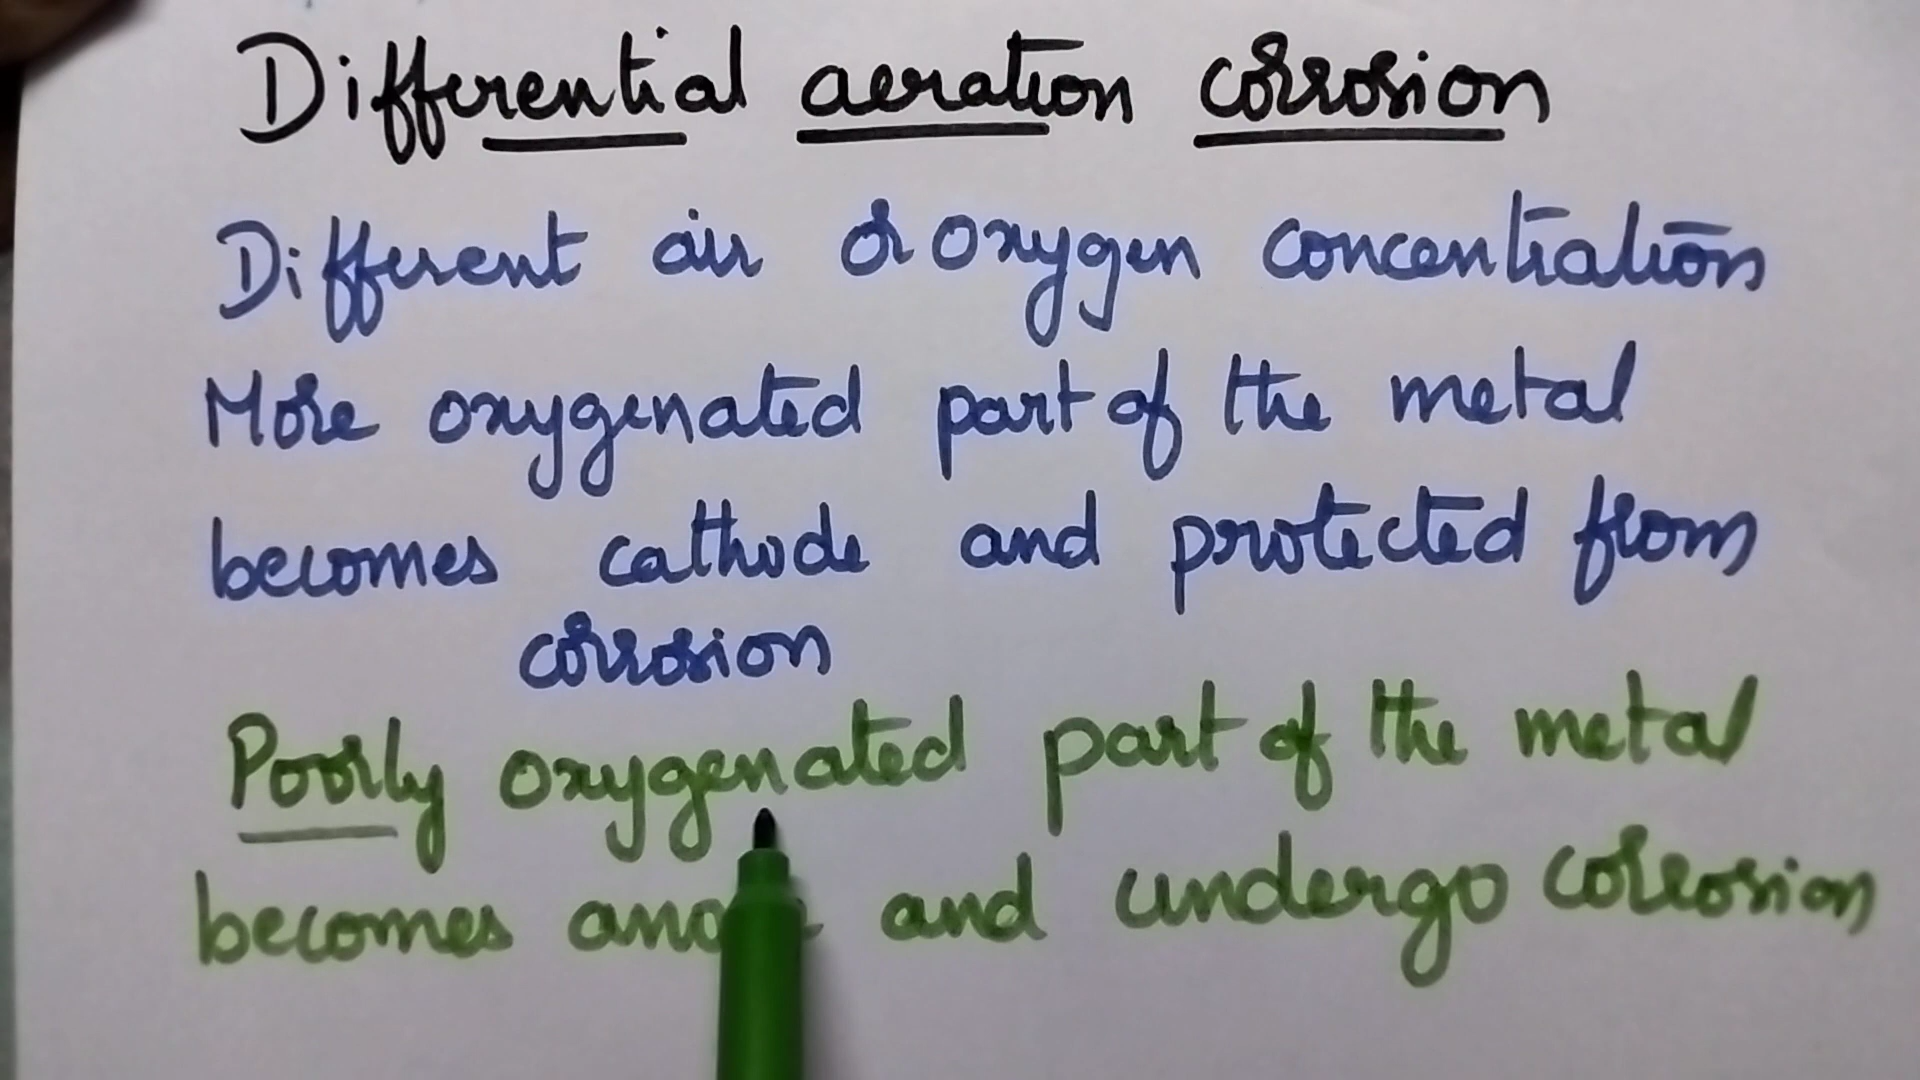 Differential aeration corrosion
Different air or oxygen concentration
More oxygenated part of the metal
becomes cathode and protected from
corrosion
Poorly oxygenated part of the metal
becomes and undergo corrosion